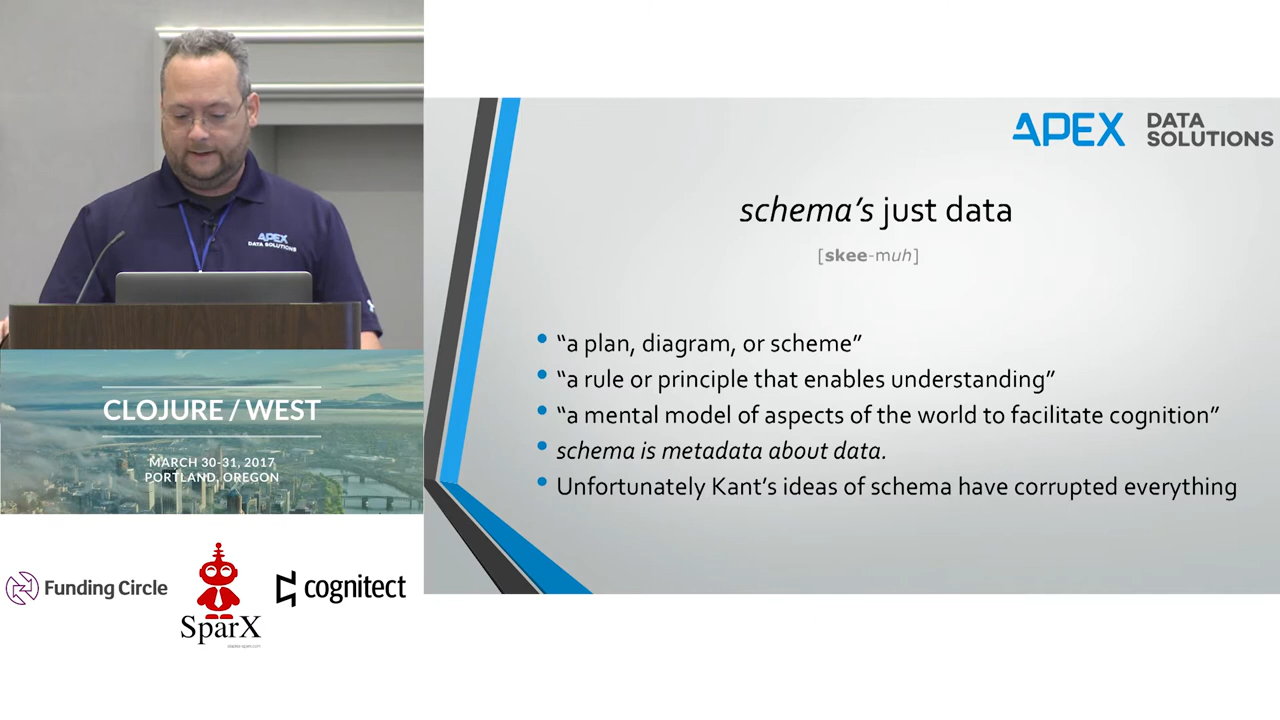 APEX
DATA SOLUTIONS
CLOJURE / WEST
MARCH 30-31, 2017
PORTLAND, OREGON
Funding Circle
SparX
cognitect
APEX DATA
SOLUTIONS
schema's just data
[skee-muh]
• “a plan, diagram, or scheme”
• “a rule or principle that enables understanding”
• “a mental model of aspects of the world to facilitate cognition”
• schema is metadata about data.
• Unfortunately Kant’s ideas of schema have corrupted everything